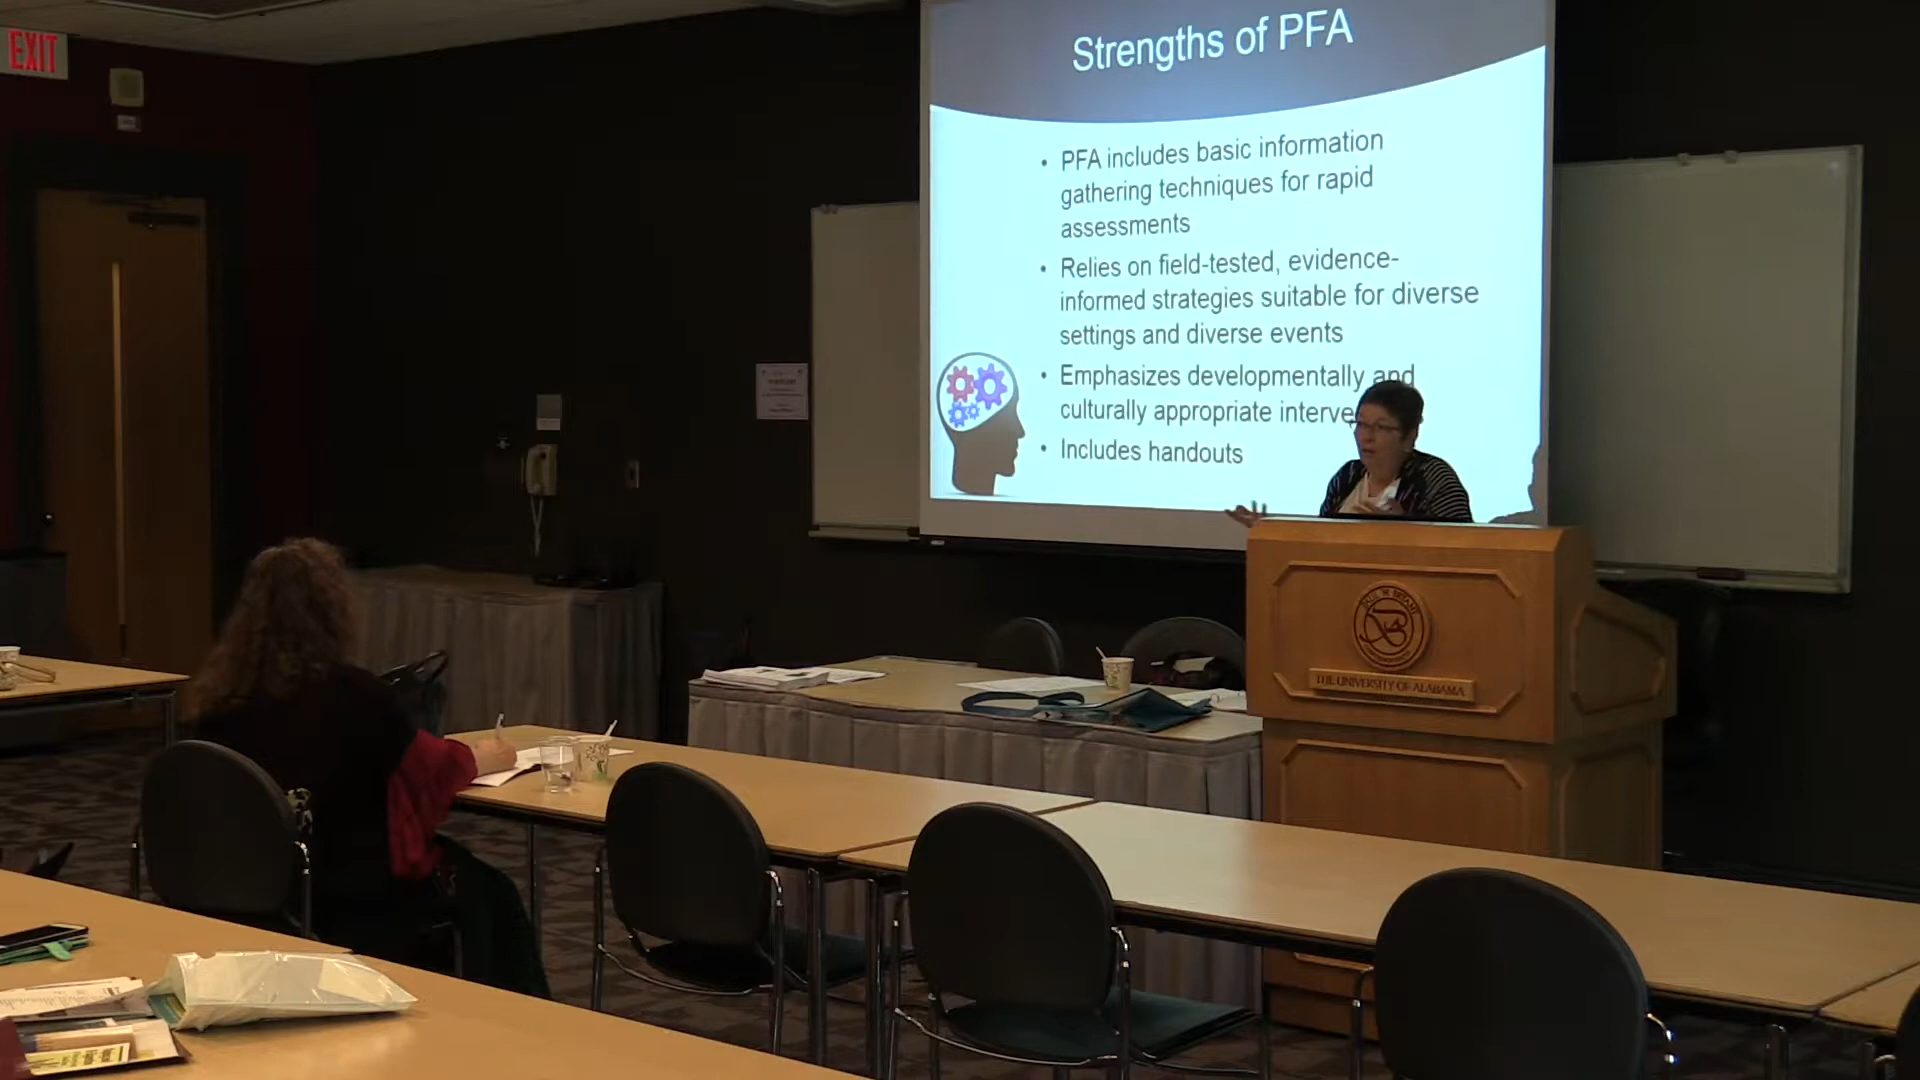 EXIT
Strengths of PFA
• PFA includes basic information
gathering techniques for rapid
assessments
• Relies on field-tested, evidence-
informed strategies suitable for diverse
settings and diverse events
• Emphasizes developmentally and
culturally appropriate interve
• Includes handouts
PAUL W. BRYANT
THE UNIVERSITY OF ALABAMA